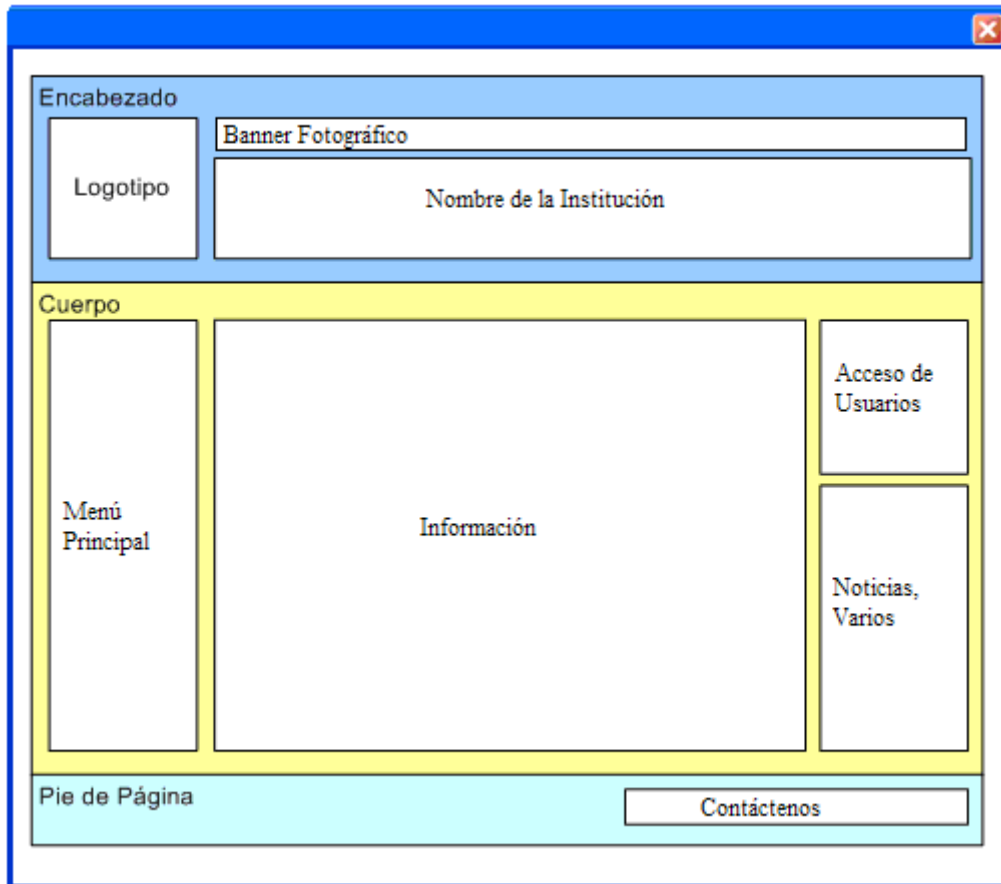 Encabezado
Logotipo
Banner Fotográfico
Nombre de la Institución
Cuerpo
Menú
Principal
Información
Acceso de
Usuarios
Noticias,
Varios
Pie de Página
Contáctenos